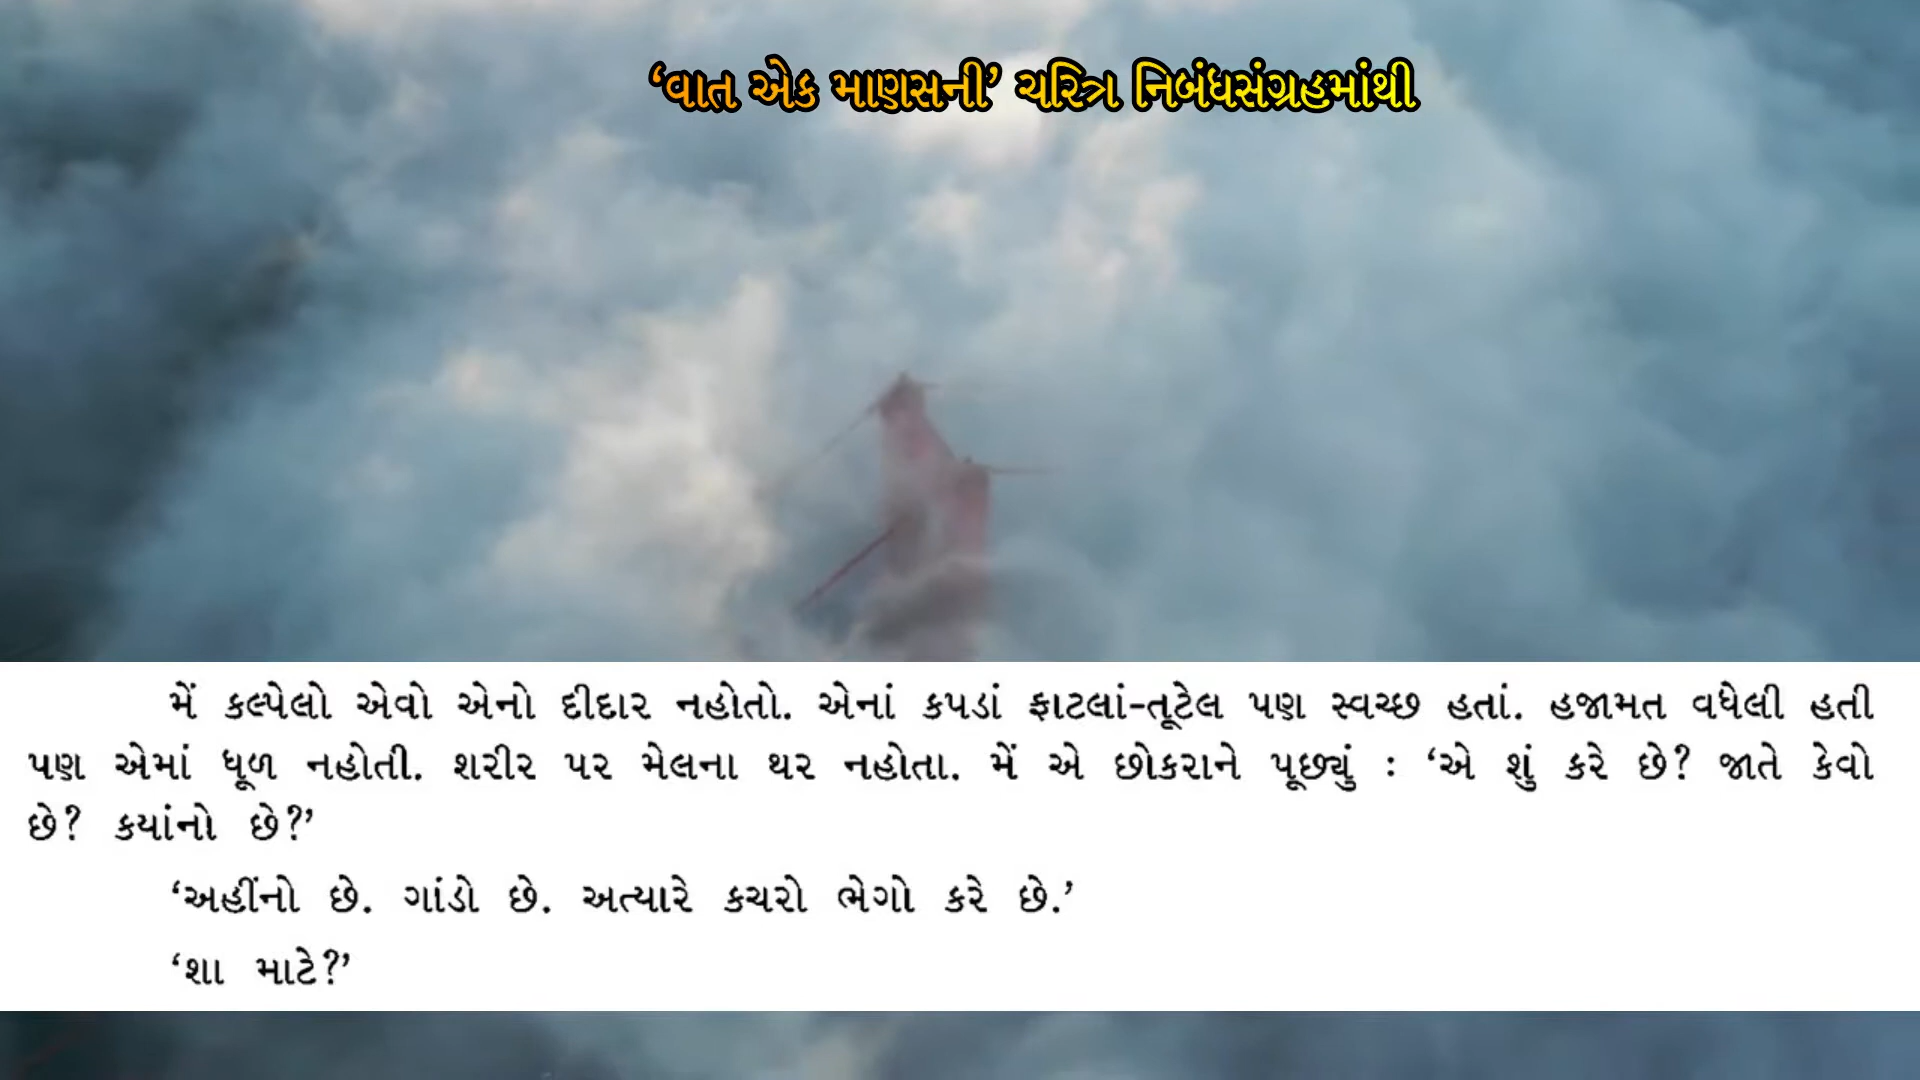 ‘વાત એક માણસની’ ચરિત્ર નિબંધસંગ્રહમાંથી
મેં કલ્પેલો એવો એનો દીદાર નહોતો. એનાં કપડાં ફાટલાં-તૂટેલ પણ સ્વચ્છ હતાં. હજામત વધેલી હતી
પણ એમાં ધૂળ નહોતી. શરીર પર મેલના થર નહોતા. મેં એ છોકરાને પૂછ્યું : ‘એ શું કરે છે? જાતે કેવો
છે? કયાંનો છે?’
‘અહીંનો છે. ગાંડો છે. અત્યારે કચરો ભેગો કરે છે.’
‘શા માટે?’